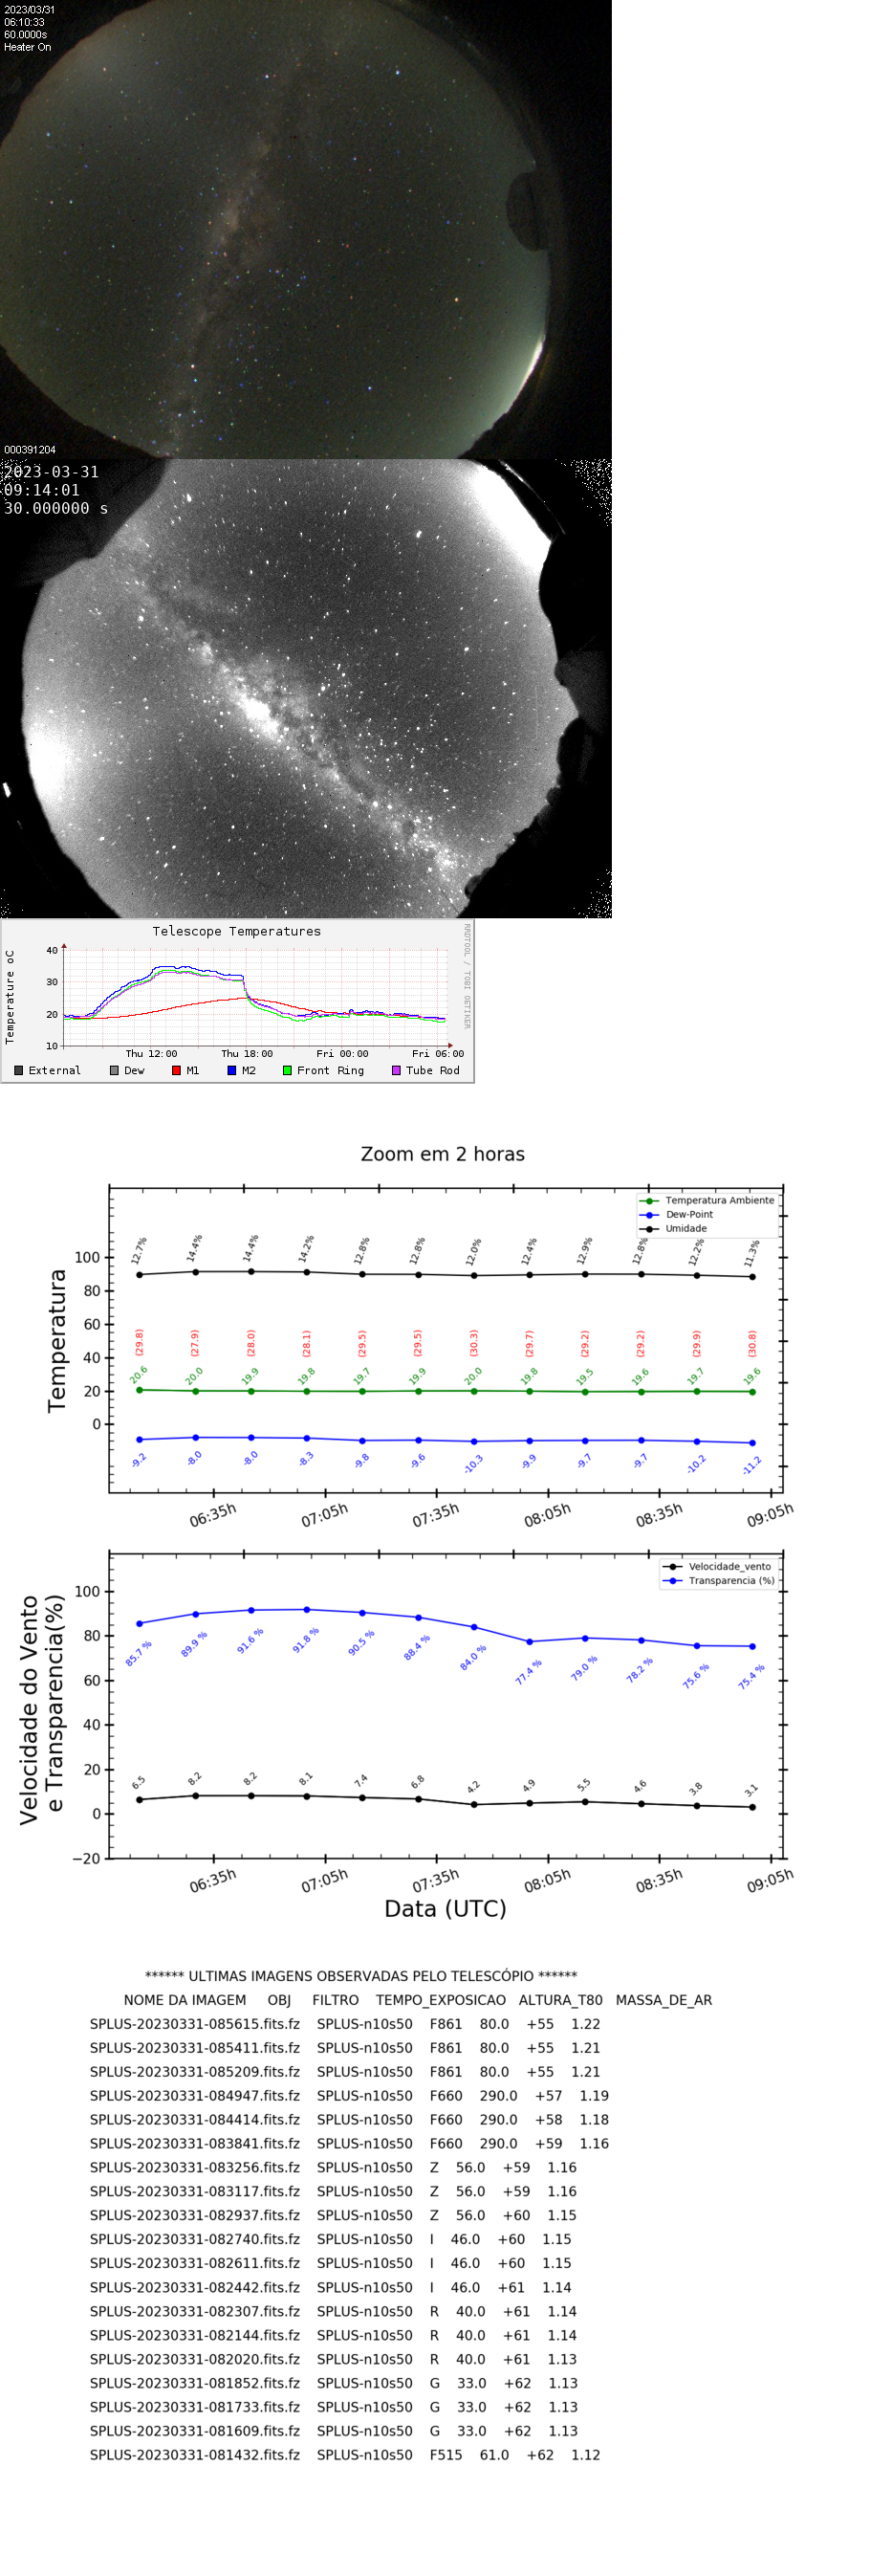 2023/03/31
06:10:33
60.0000s
Heater On
000391204
2023-03-31
09:14:01
30.000000 s
Telescope Temperatures
RRDTOOL / TOBI OETIKER
Temperature oC
40
30
20
10
Thu 12:00 Thu 18:00 Fri 00:00 Fri 06:00
External Dew M1 M2 Front Ring Tube Rod
Zoom em 2 horas
Temperatura Ambiente
Dew-Point
Umidade
Temperatura
100
80
60
40
20
0
12.7% 14.4% 14.4% 14.2% 12.8% 12.8% 12.0% 12.4% 12.9% 12.8% 12.2% 11.3%
(29.8) (27.9) (28.0) (28.1) (29.5) (29.5) (30.3) (29.7) (29.2) (29.2) (29.9) (30.8)
20.6 20.0 19.9 19.8 19.7 19.9 20.0 19.8 19.5 19.6 19.7 19.6
-9.2 -8.0 -8.0 -8.3 -9.8 -9.6 -10.3 -9.9 -9.7 -9.7 -10.2 -11.2
06:35h 07:05h 07:35h 08:05h 08:35h 09:05h
Velocidade_vento
Transparencia (%)
Velocidade do Vento
e Transparencia(%)
100
80
60
40
20
0
−20
85.7 % 89.9 % 91.6 % 91.8 % 90.5 % 88.4 % 84.0 % 77.4 % 79.0 % 78.2 % 75.6 % 75.4 %
6.5 8.2 8.2 8.1 7.4 6.8 4.2 4.9 5.5 4.6 3.8 3.1
06:35h 07:05h 07:35h 08:05h 08:35h 09:05h
Data (UTC)
****** ULTIMAS IMAGENS OBSERVADAS PELO TELESCÓPIO ******
NOME DA IMAGEM OBJ FILTRO TEMPO_EXPOSICAO ALTURA_T80 MASSA_DE_AR
SPLUS-20230331-085615.fits.fz SPLUS-n10s50 F861 80.0 +55 1.22
SPLUS-20230331-085411.fits.fz SPLUS-n10s50 F861 80.0 +55 1.21
SPLUS-20230331-085209.fits.fz SPLUS-n10s50 F861 80.0 +55 1.21
SPLUS-20230331-084947.fits.fz SPLUS-n10s50 F660 290.0 +57 1.19
SPLUS-20230331-084414.fits.fz SPLUS-n10s50 F660 290.0 +58 1.18
SPLUS-20230331-083841.fits.fz SPLUS-n10s50 F660 290.0 +59 1.16
SPLUS-20230331-083256.fits.fz SPLUS-n10s50 Z 56.0 +59 1.16
SPLUS-20230331-083117.fits.fz SPLUS-n10s50 Z 56.0 +59 1.16
SPLUS-20230331-082937.fits.fz SPLUS-n10s50 Z 56.0 +60 1.15
SPLUS-20230331-082740.fits.fz SPLUS-n10s50 I 46.0 +60 1.15
SPLUS-20230331-082611.fits.fz SPLUS-n10s50 I 46.0 +60 1.15
SPLUS-20230331-082442.fits.fz SPLUS-n10s50 I 46.0 +61 1.14
SPLUS-20230331-082307.fits.fz SPLUS-n10s50 R 40.0 +61 1.14
SPLUS-20230331-082144.fits.fz SPLUS-n10s50 R 40.0 +61 1.14
SPLUS-20230331-082020.fits.fz SPLUS-n10s50 R 40.0 +61 1.13
SPLUS-20230331-081852.fits.fz SPLUS-n10s50 G 33.0 +62 1.13
SPLUS-20230331-081733.fits.fz SPLUS-n10s50 G 33.0 +62 1.13
SPLUS-20230331-081609.fits.fz SPLUS-n10s50 G 33.0 +62 1.13
SPLUS-20230331-081432.fits.fz SPLUS-n10s50 F515 61.0 +62 1.12